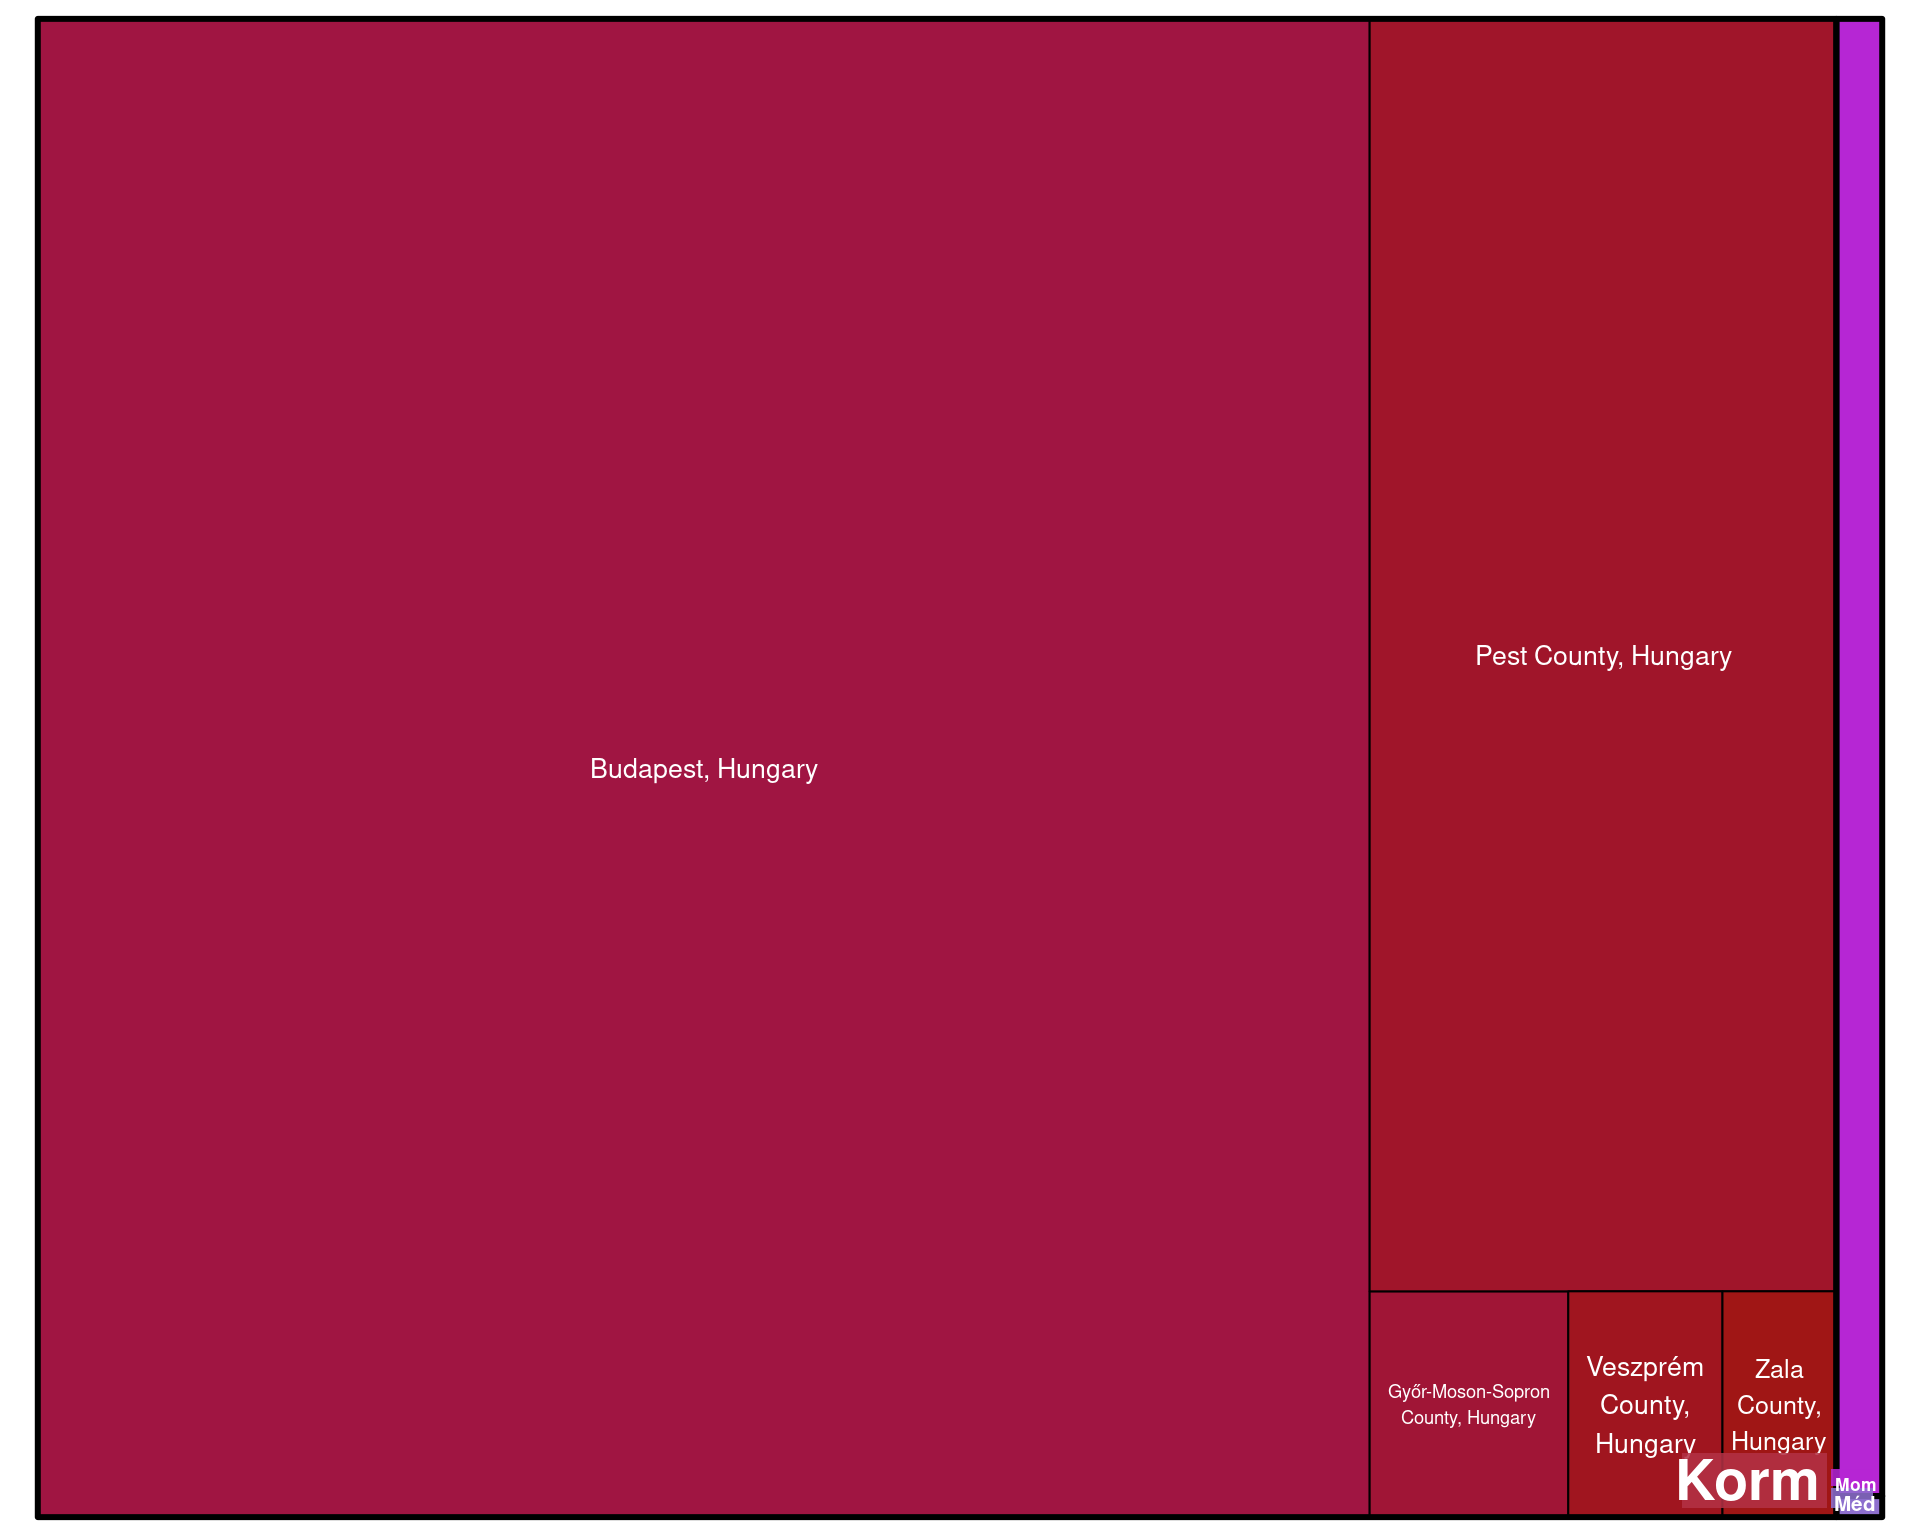 Budapest, Hungary
Pest County, Hungary
Győr-Moson-Sopron
County, Hungary
Veszprém
County,
Hungary
Zala
County,
Hungary
Korm
Mom
Méd